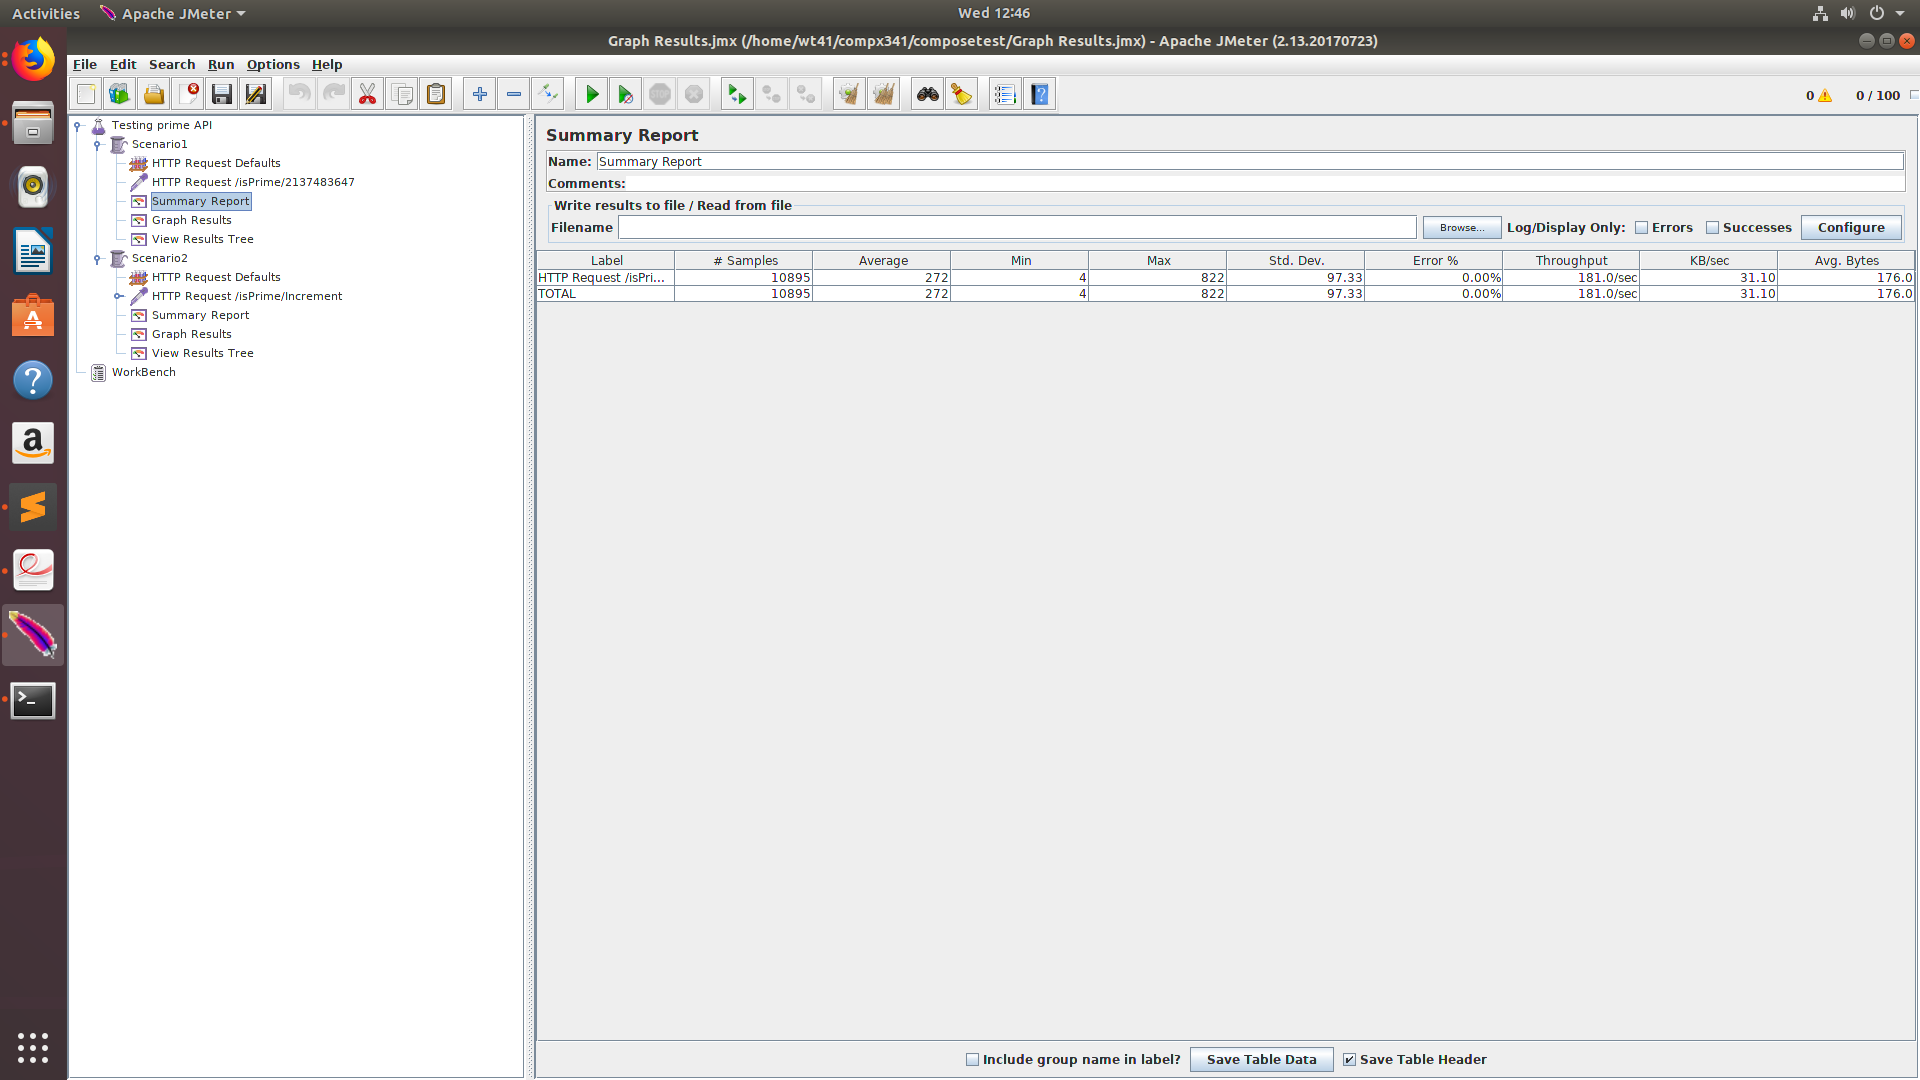 Activities Apache JMeter Wed 12:46
Graph Results.jmx (/home/wt41/compx341/composetest/Graph Results.jmx) - Apache JMeter (2.13.20170723)
File Edit Search Run Options Help
0 0 / 100
Testing prime API
Scenario1
HTTP Request Defaults
HTTP Request /isPrime/2137483647
Summary Report
Graph Results
View Results Tree
Scenario2
HTTP Request Defaults
HTTP Request /isPrime/Increment
Summary Report
Graph Results
View Results Tree
WorkBench
Summary Report
Name: Summary Report
Comments:
Write results to file / Read from file
Filename Browse... Log/Display Only: Errors Successes Configure
Label # Samples Average Min Max Std. Dev. Error % Throughput KB/sec Avg. Bytes
HTTP Request /isPri... 10895 272 4 822 97.33 0.00% 181.0/sec 31.10 176.0
TOTAL 10895 272 4 822 97.33 0.00% 181.0/sec 31.10 176.0
Include group name in label? Save Table Data Save Table Header